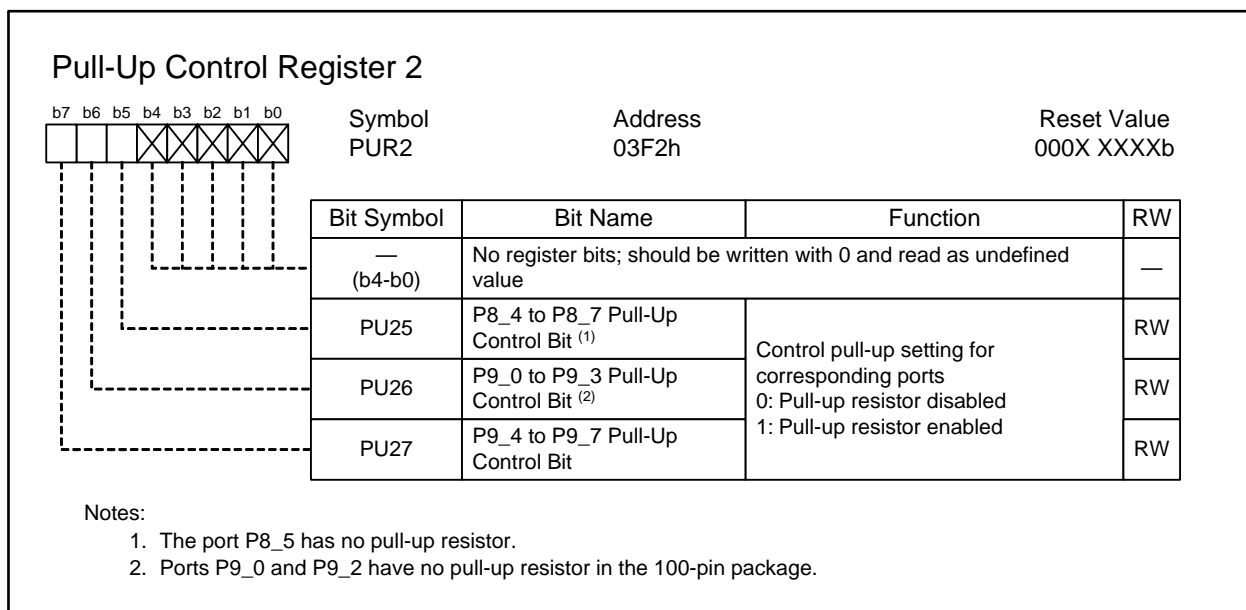 Pull-Up Control Register 2
b7 b6 b5 b4 b3 b2 b1 b0
Symbol Address Reset Value
PUR2 03F2h 000X XXXXb
Bit Symbol Bit Name Function RW
—
(b4-b0)
No register bits; should be written with 0 and read as undefined
value
—
PU25
P8_4 to P8_7 Pull-Up
Control Bit (1)
Control pull-up setting for
corresponding ports
0: Pull-up resistor disabled
1: Pull-up resistor enabled
RW
PU26
P9_0 to P9_3 Pull-Up
Control Bit (2)
RW
PU27
P9_4 to P9_7 Pull-Up
Control Bit
RW
Notes:
1. The port P8_5 has no pull-up resistor.
2. Ports P9_0 and P9_2 have no pull-up resistor in the 100-pin package.